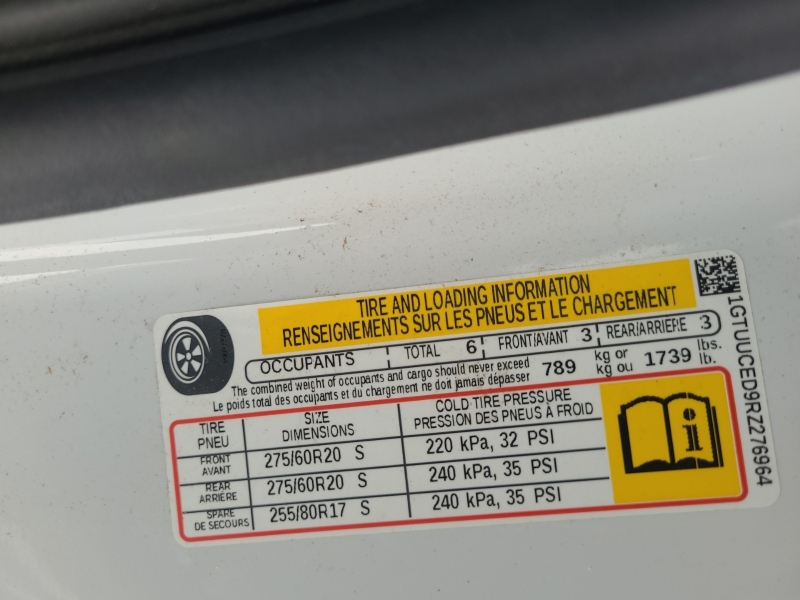 TIRE AND LOADING INFORMATION
RENSEIGNEMENTS SUR LES PNEUS ET LE CHARGEMENT
OCCUPANTS TOTAL 6 FRONT/AVANT 3 REAR/ARRIERE 3
The combined weight of occupants and cargo should never exceed 789 kg or 1739 lbs.
Le poids total des occupants et du chargement ne doit jamais dépasser kg ou lb.
TIRE SIZE COLD TIRE PRESSURE
PNEU DIMENSIONS PRESSION DES PNEUS À FROID
FRONT
AVANT 275/60R20 S 220 kPa, 32 PSI
REAR
ARRIÈRE 275/60R20 S 240 kPa, 35 PSI
SPARE
DE SECOURS 255/80R17 S 240 kPa, 35 PSI
i
1GTUUCED9RZ276964